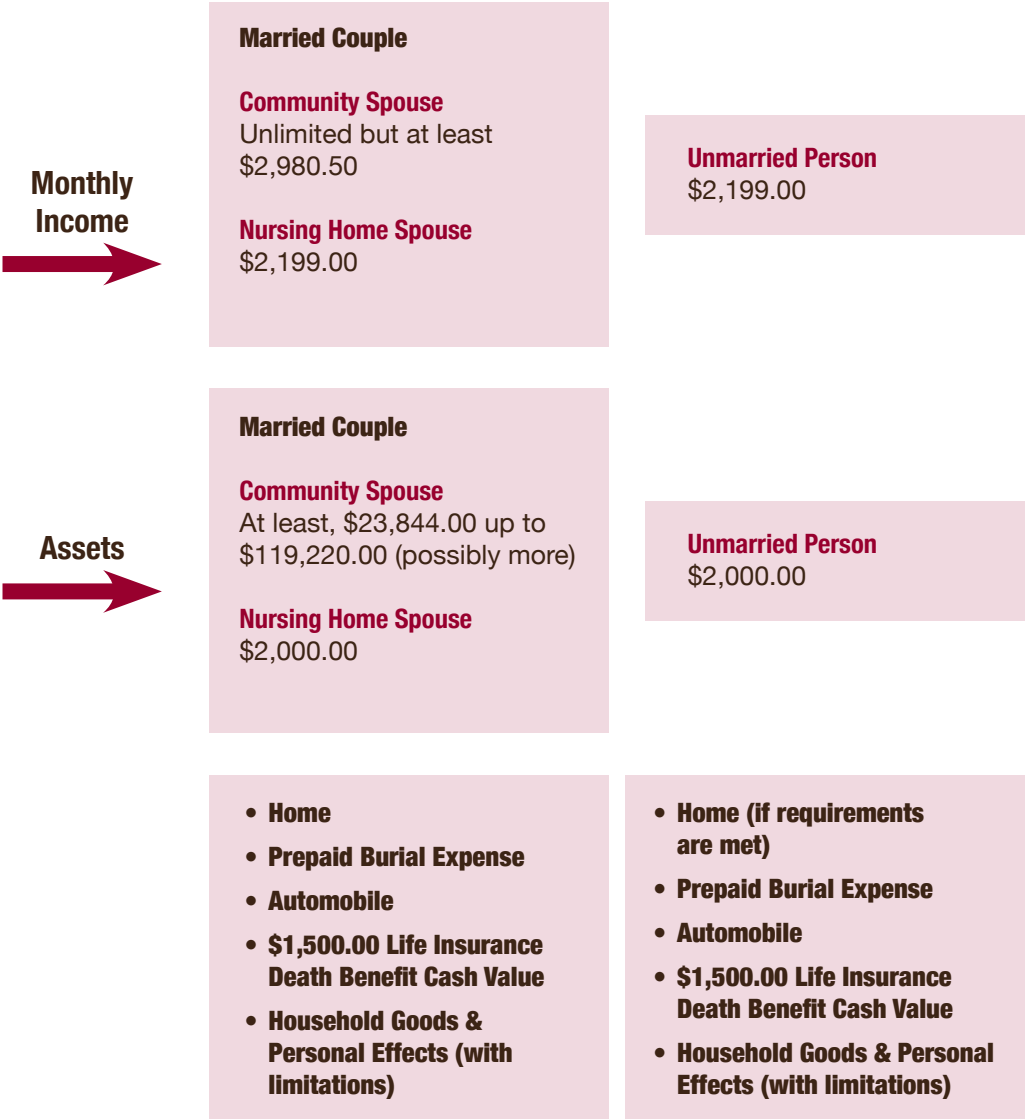 Monthly
Income
Married Couple
Community Spouse
Unlimited but at least
$2,980.50
Nursing Home Spouse
$2,199.00
Unmarried Person
$2,199.00
Assets
Married Couple
Community Spouse
At least, $23,844.00 up to
$119,220.00 (possibly more)
Nursing Home Spouse
$2,000.00
Unmarried Person
$2,000.00
• Home
• Prepaid Burial Expense
• Automobile
• $1,500.00 Life Insurance
Death Benefit Cash Value
• Household Goods &
Personal Effects (with
limitations)
• Home (if requirements
are met)
• Prepaid Burial Expense
• Automobile
• $1,500.00 Life Insurance
Death Benefit Cash Value
• Household Goods & Personal
Effects (with limitations)